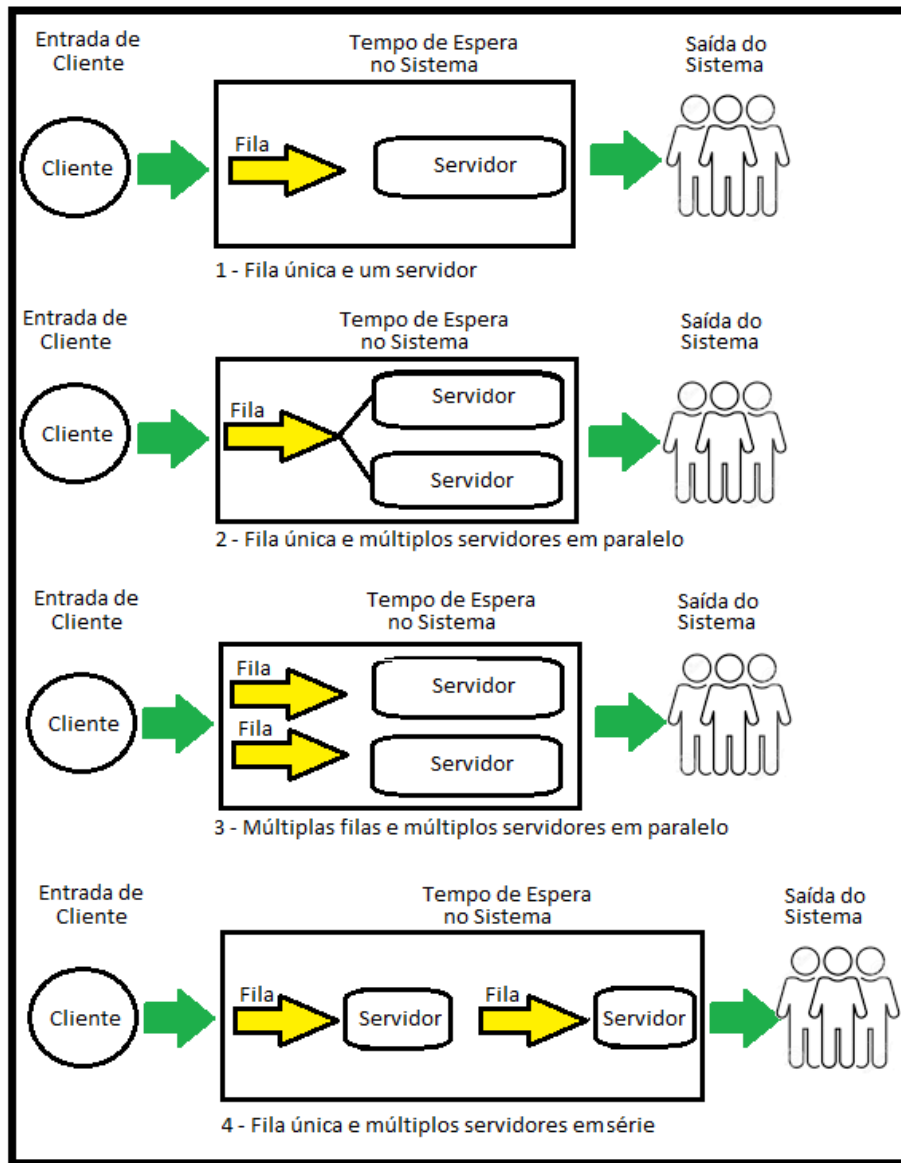 Entrada de
Cliente
Tempo de Espera
no Sistema
Saída do
Sistema
Cliente
Fila
Servidor
1 - Fila única e um servidor
Entrada de
Cliente
Tempo de Espera
no Sistema
Saída do
Sistema
Cliente
Fila
Servidor
Servidor
2 - Fila única e múltiplos servidores em paralelo
Entrada de
Cliente
Tempo de Espera
no Sistema
Saída do
Sistema
Cliente
Fila
Servidor
Fila
Servidor
3 - Múltiplas filas e múltiplos servidores em paralelo
Entrada de
Cliente
Tempo de Espera
no Sistema
Saída do
Sistema
Cliente
Fila
Servidor
Fila
Servidor
4 - Fila única e múltiplos servidores em série